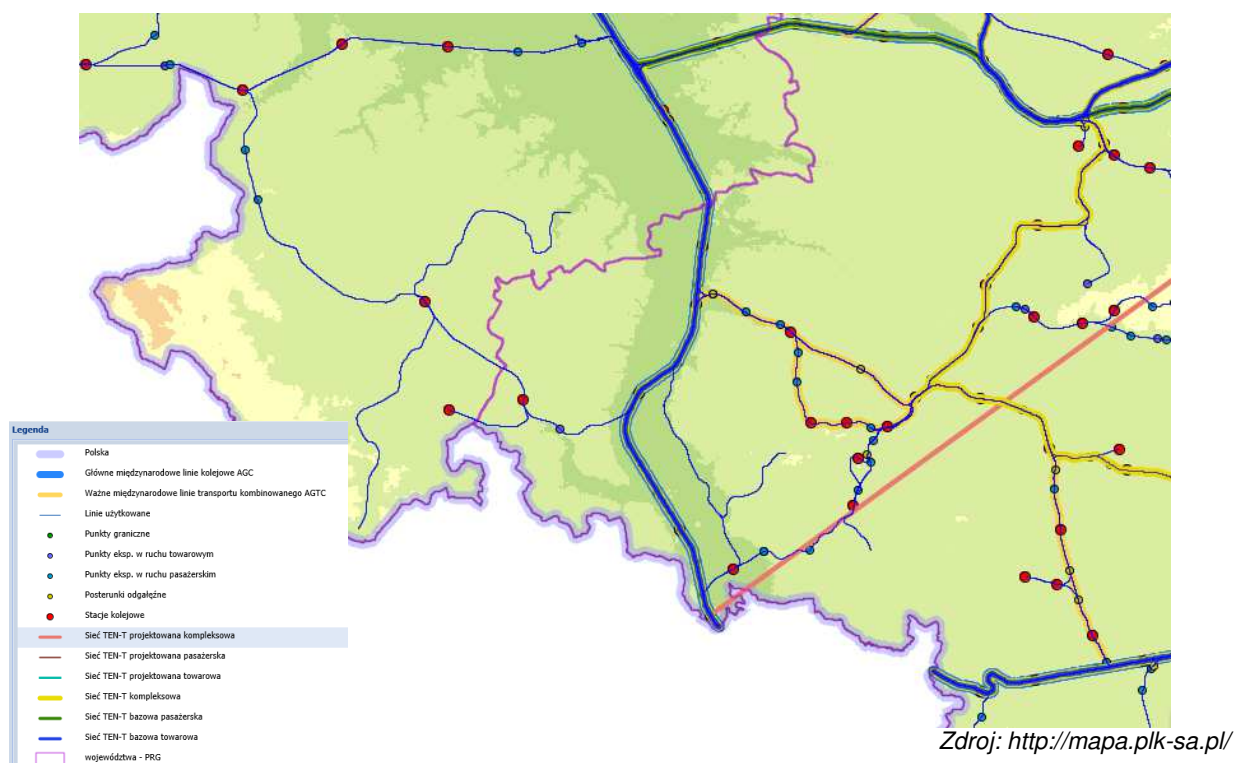 Legenda
Polska
Główne międzynarodowe linie kolejowe AGC
Ważne międzynarodowe linie transportu kombinowanego AGTC
Linie użytkowane
Punkty graniczne
Punkty eksp. w ruchu towarowym
Punkty eksp. w ruchu pasażerskim
Posterunki odgałęźne
Stacje kolejowe
Sieć TEN-T projektowana kompleksowa
Sieć TEN-T projektowana pasażerska
Sieć TEN-T projektowana towarowa
Sieć TEN-T kompleksowa
Sieć TEN-T bazowa pasażerska
Sieć TEN-T bazowa towarowa
województwa - PRG
Zdroj: http://mapa.plk-sa.pl/